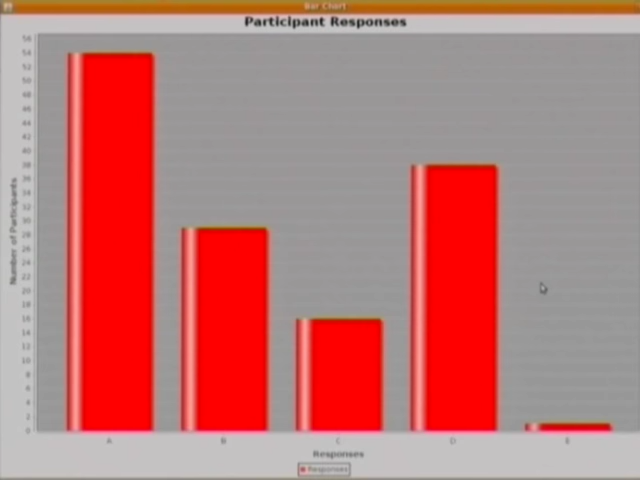 Bar Chart
Participant Responses
56
54
52
50
48
46
44
42
40
38
36
34
32
30
28
26
24
22
20
18
16
14
12
10
8
6
4
2
0
Number of Participants
A
B
C
D
E
Responses
Responses